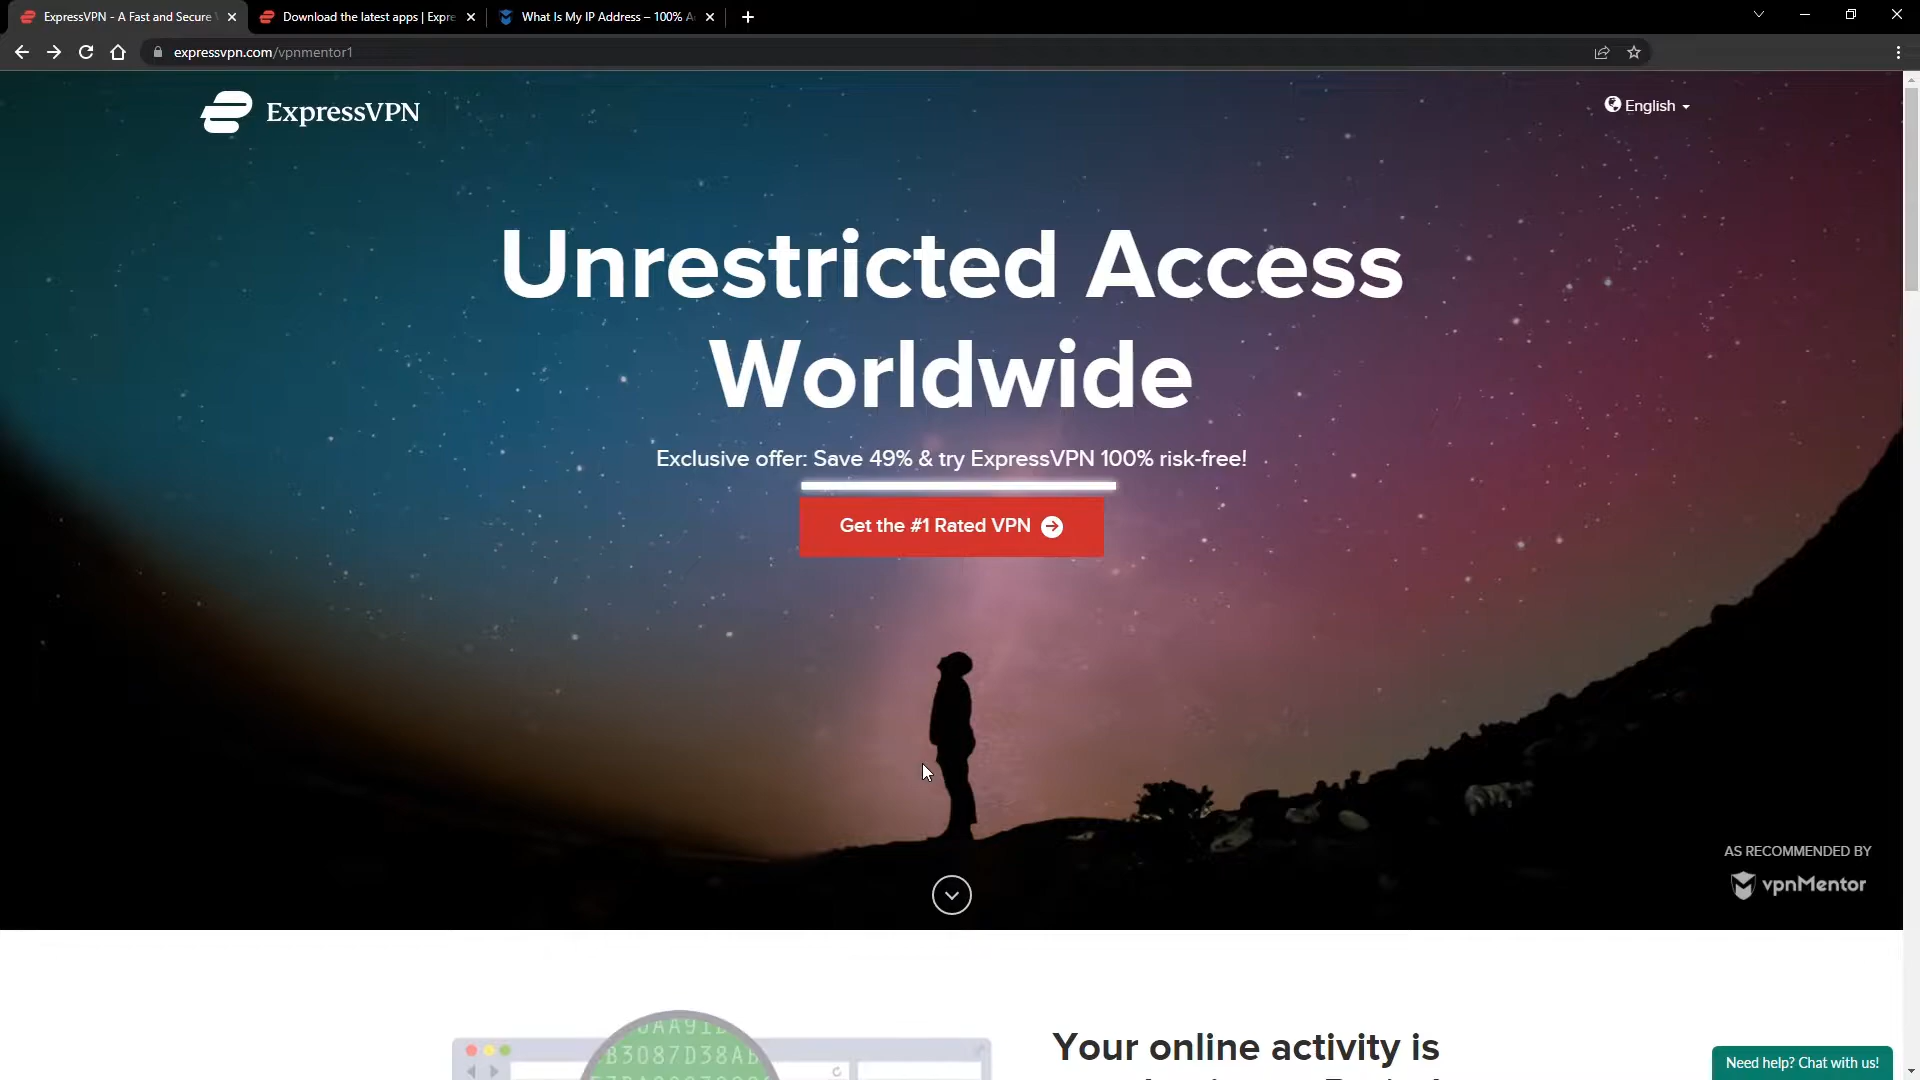 ExpressVPN - A Fast and Secure
Download the latest apps | Expre
What Is My IP Address – 100% A
expressvpn.com/vpnmentor1
ExpressVPN
English
Unrestricted Access
Worldwide
Exclusive offer: Save 49% & try ExpressVPN 100% risk-free!
Get the #1 Rated VPN
AS RECOMMENDED BY
vpnMentor
B3087D38AB
Your online activity is
Need help? Chat with us!